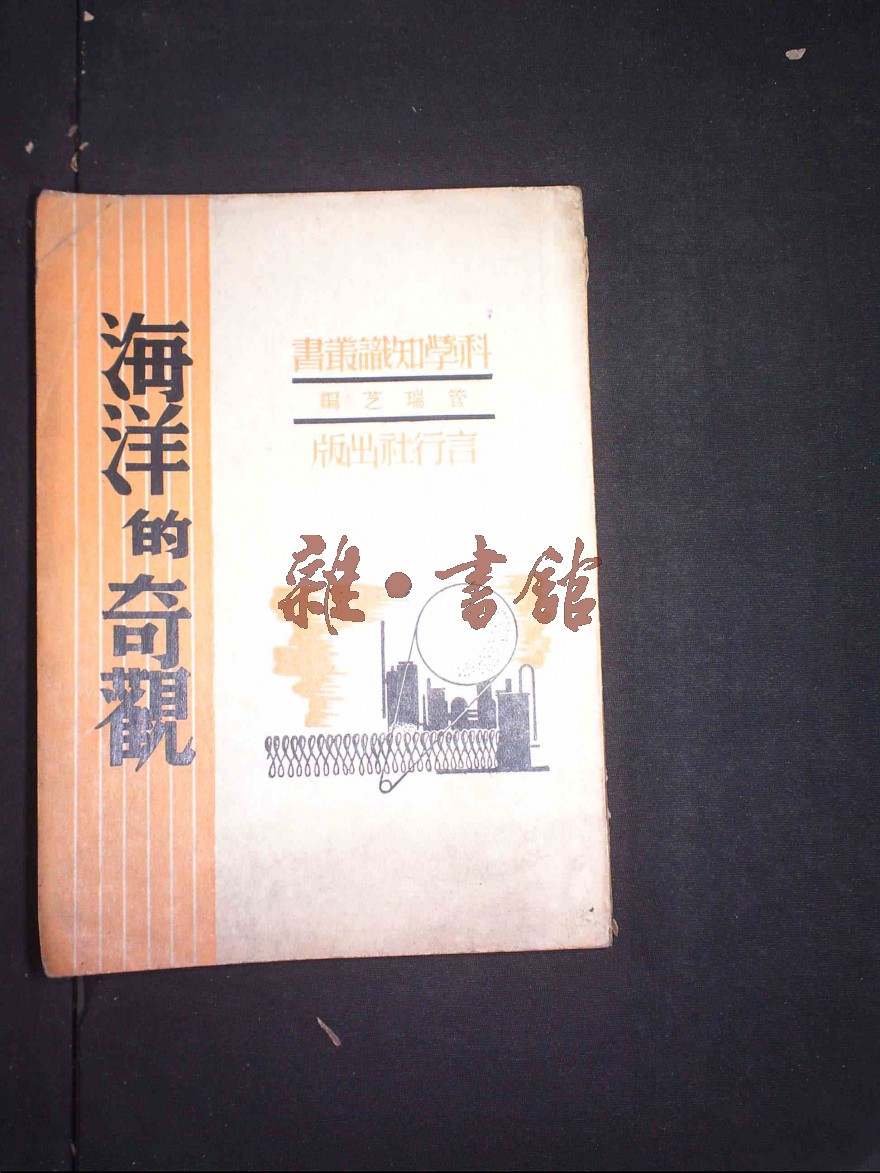 海洋的奇觀
科學知識叢書
管瑞芝編
言行社出版
雜·書館